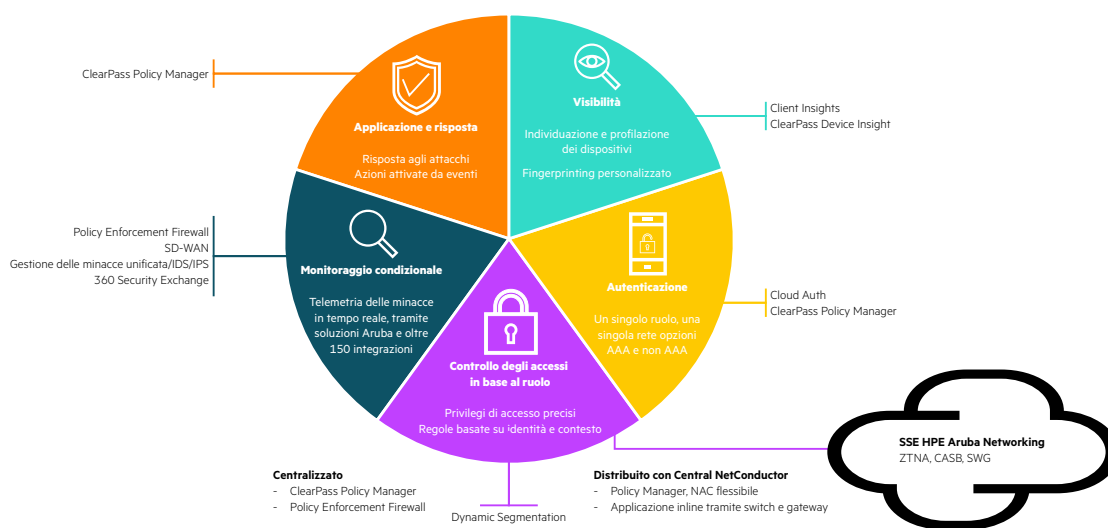 ClearPass Policy Manager
Applicazione e risposta
Risposta agli attacchi
Azioni attivate da eventi
Visibilità
Individuazione e profilazione
dei dispositivi
Fingerprinting personalizzato
Client Insights
ClearPass Device Insight
Policy Enforcement Firewall
SD-WAN
Gestione delle minacce unificata/IDS/IPS
360 Security Exchange
Monitoraggio condizionale
Telemetria delle minacce
in tempo reale, tramite
soluzioni Aruba e oltre
150 integrazioni
Autenticazione
Un singolo ruolo, una
singola rete opzioni
AAA e non AAA
Cloud Auth
ClearPass Policy Manager
Controllo degli accessi
in base al ruolo
Privilegi di accesso precisi
Regole basate su identità e contesto
SSE HPE Aruba Networking
ZTNA, CASB, SWG
Centralizzato
- ClearPass Policy Manager
- Policy Enforcement Firewall
Dynamic Segmentation
Distribuito con Central NetConductor
- Policy Manager, NAC flessibile
- Applicazione inline tramite switch e gateway